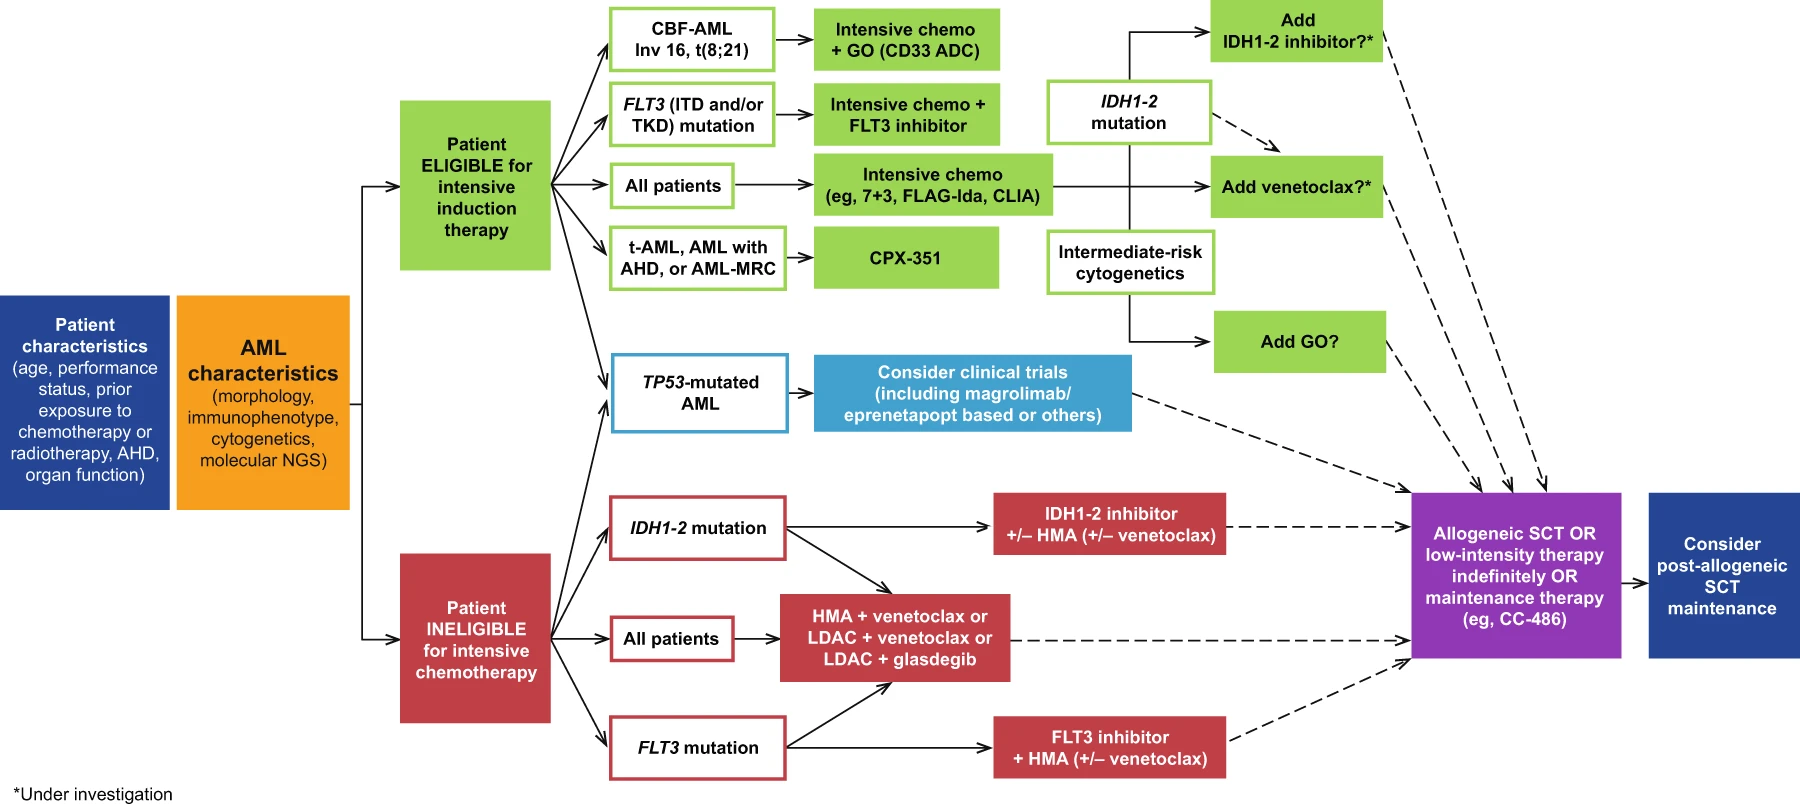 Patient
characteristics
(age, performance
status, prior
exposure to
chemotherapy or
radiotherapy, AHD,
organ function)
AML
characteristics
(morphology,
immunophenotype,
cytogenetics,
molecular NGS)
Patient
ELIGIBLE for
intensive
induction
therapy
CBF-AML
Inv 16, t(8;21)
Intensive chemo
+ GO (CD33 ADC)
FLT3 (ITD and/or
TKD) mutation
Intensive chemo +
FLT3 inhibitor
All patients
Intensive chemo
(eg, 7+3, FLAG-Ida, CLIA)
t-AML, AML with
AHD, or AML-MRC
CPX-351
IDH1-2
mutation
Intermediate-risk
cytogenetics
Add
IDH1-2 inhibitor?*
Add venetoclax?*
Add GO?
TP53-mutated
AML
Consider clinical trials
(including magrolimab/
eprenetapopt based or others)
Patient
INELIGIBLE
for intensive
chemotherapy
IDH1-2 mutation
IDH1-2 inhibitor
+/– HMA (+/– venetoclax)
All patients
HMA + venetoclax or
LDAC + venetoclax or
LDAC + glasdegib
FLT3 mutation
FLT3 inhibitor
+ HMA (+/– venetoclax)
Allogeneic SCT OR
low-intensity therapy
indefinitely OR
maintenance therapy
(eg, CC-486)
Consider
post-allogeneic
SCT
maintenance
*Under investigation